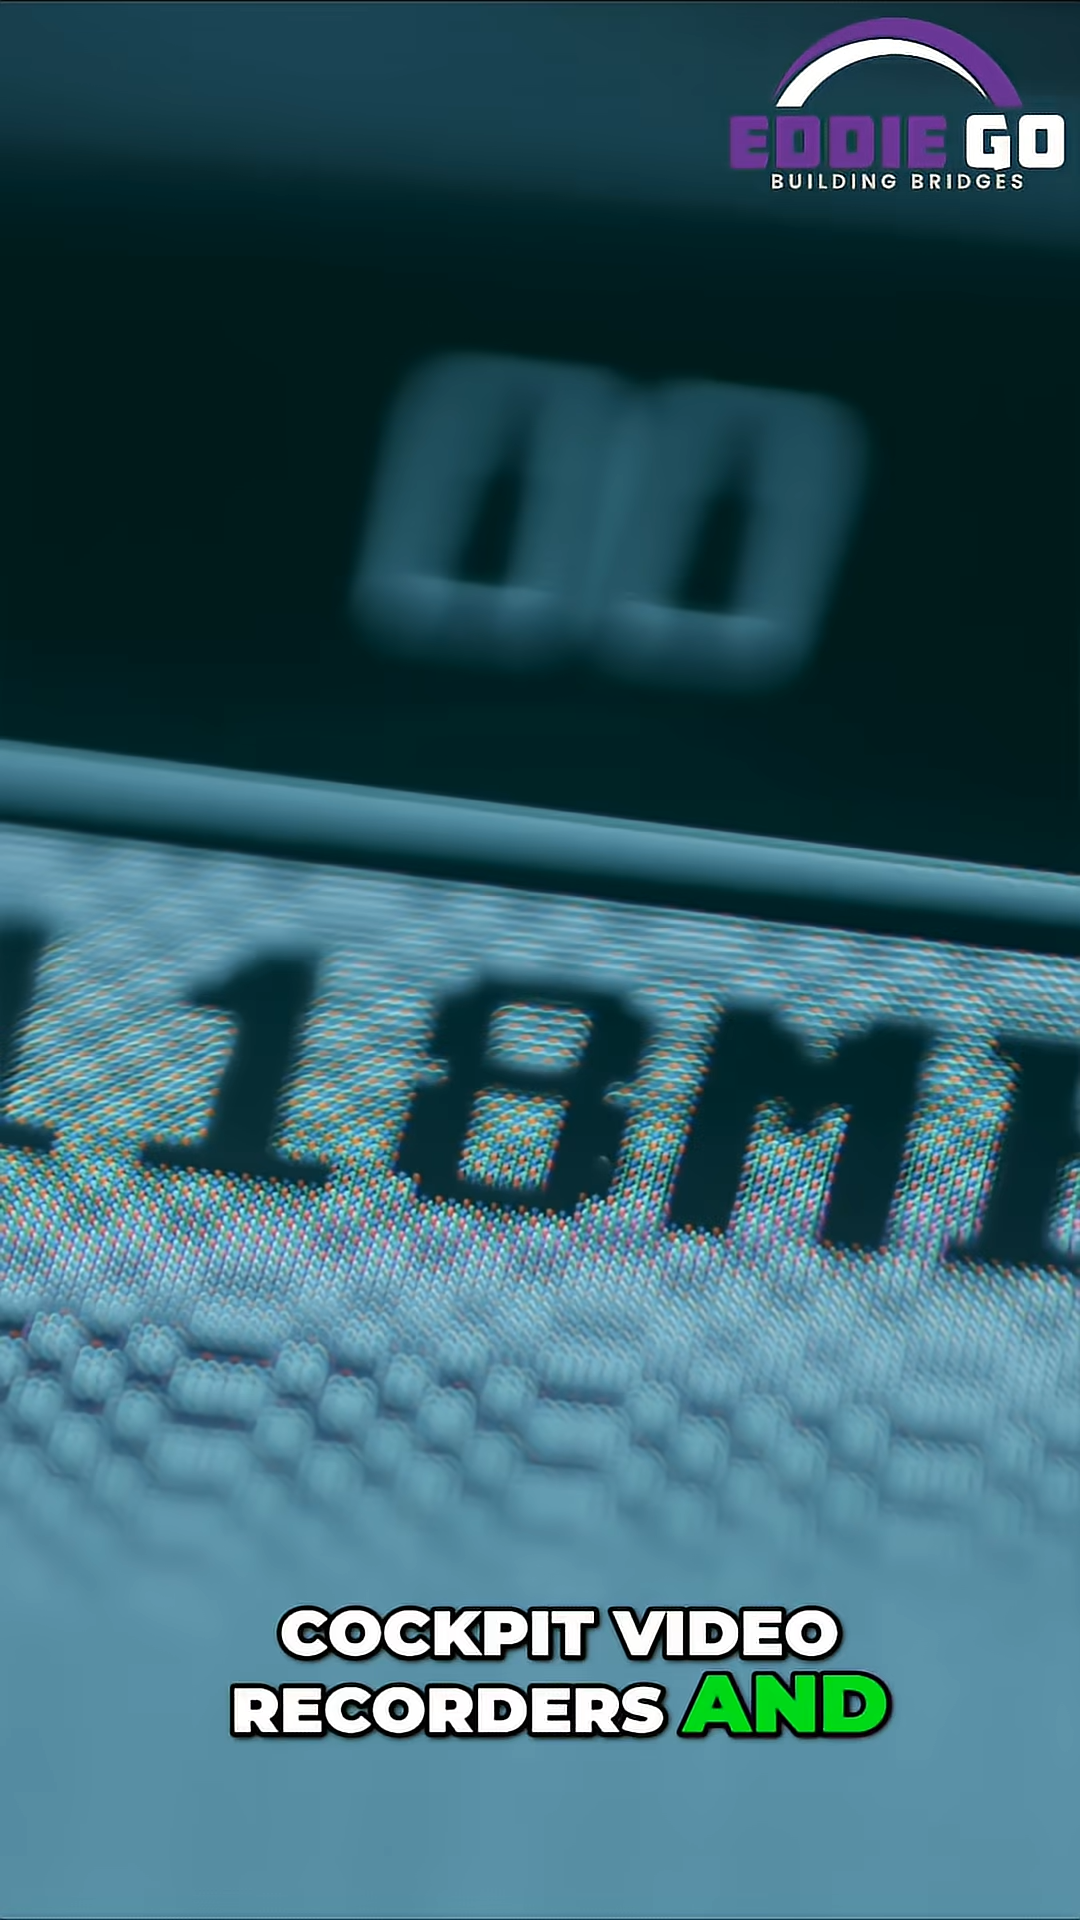 EDDIE GO
BUILDING BRIDGES
00
18M
COCKPIT VIDEO
RECORDERS AND